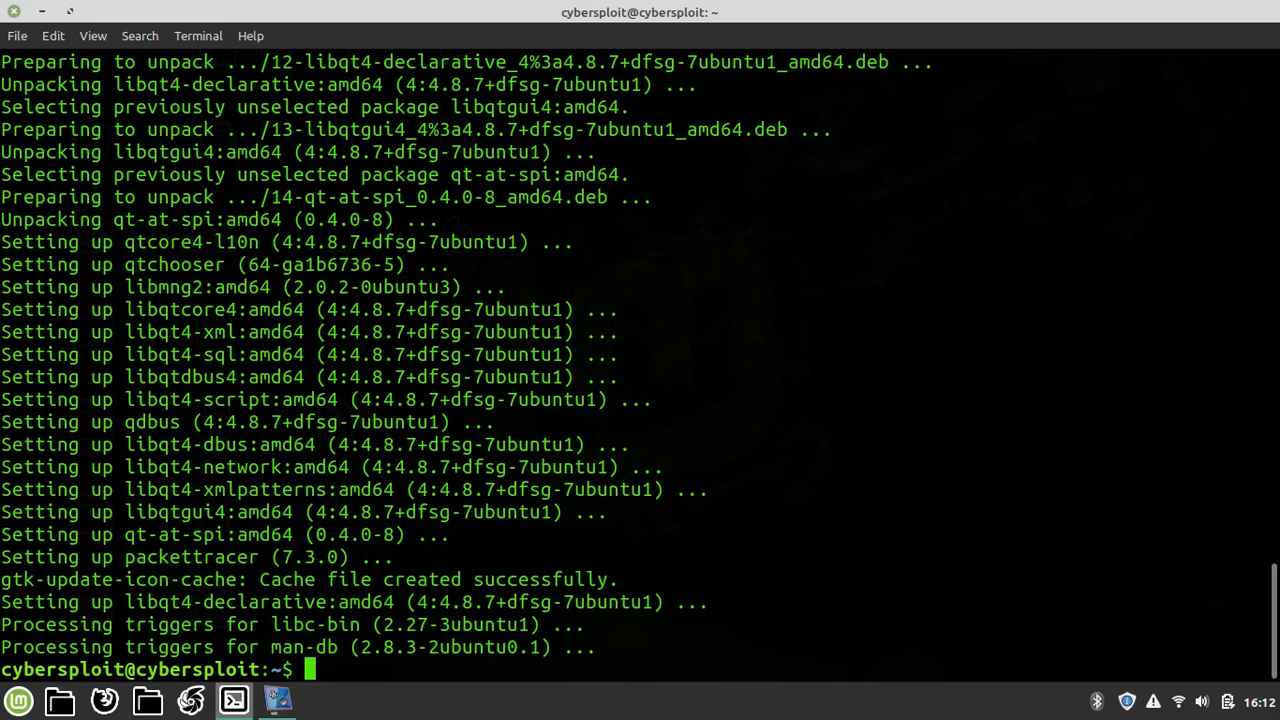 cybersploit@cybersploit: ~
File Edit View Search Terminal Help
Preparing to unpack .../12-libqt4-declarative_4%3a4.8.7+dfsg-7ubuntu1_amd64.deb ...
Unpacking libqt4-declarative:amd64 (4:4.8.7+dfsg-7ubuntu1) ...
Selecting previously unselected package libqtgui4:amd64.
Preparing to unpack .../13-libqtgui4_4%3a4.8.7+dfsg-7ubuntu1_amd64.deb ...
Unpacking libqtgui4:amd64 (4:4.8.7+dfsg-7ubuntu1) ...
Selecting previously unselected package qt-at-spi:amd64.
Preparing to unpack .../14-qt-at-spi_0.4.0-8_amd64.deb ...
Unpacking qt-at-spi:amd64 (0.4.0-8) ...
Setting up qtcore4-l10n (4:4.8.7+dfsg-7ubuntu1) ...
Setting up qtchooser (64-ga1b6736-5) ...
Setting up libmng2:amd64 (2.0.2-0ubuntu3) ...
Setting up libqtcore4:amd64 (4:4.8.7+dfsg-7ubuntu1) ...
Setting up libqt4-xml:amd64 (4:4.8.7+dfsg-7ubuntu1) ...
Setting up libqt4-sql:amd64 (4:4.8.7+dfsg-7ubuntu1) ...
Setting up libqtdbus4:amd64 (4:4.8.7+dfsg-7ubuntu1) ...
Setting up libqt4-script:amd64 (4:4.8.7+dfsg-7ubuntu1) ...
Setting up qdbus (4:4.8.7+dfsg-7ubuntu1) ...
Setting up libqt4-dbus:amd64 (4:4.8.7+dfsg-7ubuntu1) ...
Setting up libqt4-network:amd64 (4:4.8.7+dfsg-7ubuntu1) ...
Setting up libqt4-xmlpatterns:amd64 (4:4.8.7+dfsg-7ubuntu1) ...
Setting up libqtgui4:amd64 (4:4.8.7+dfsg-7ubuntu1) ...
Setting up qt-at-spi:amd64 (0.4.0-8) ...
Setting up packettracer (7.3.0) ...
gtk-update-icon-cache: Cache file created successfully.
Setting up libqt4-declarative:amd64 (4:4.8.7+dfsg-7ubuntu1) ...
Processing triggers for libc-bin (2.27-3ubuntu1) ...
Processing triggers for man-db (2.8.3-2ubuntu0.1) ...
cybersploit@cybersploit:~$
16:12